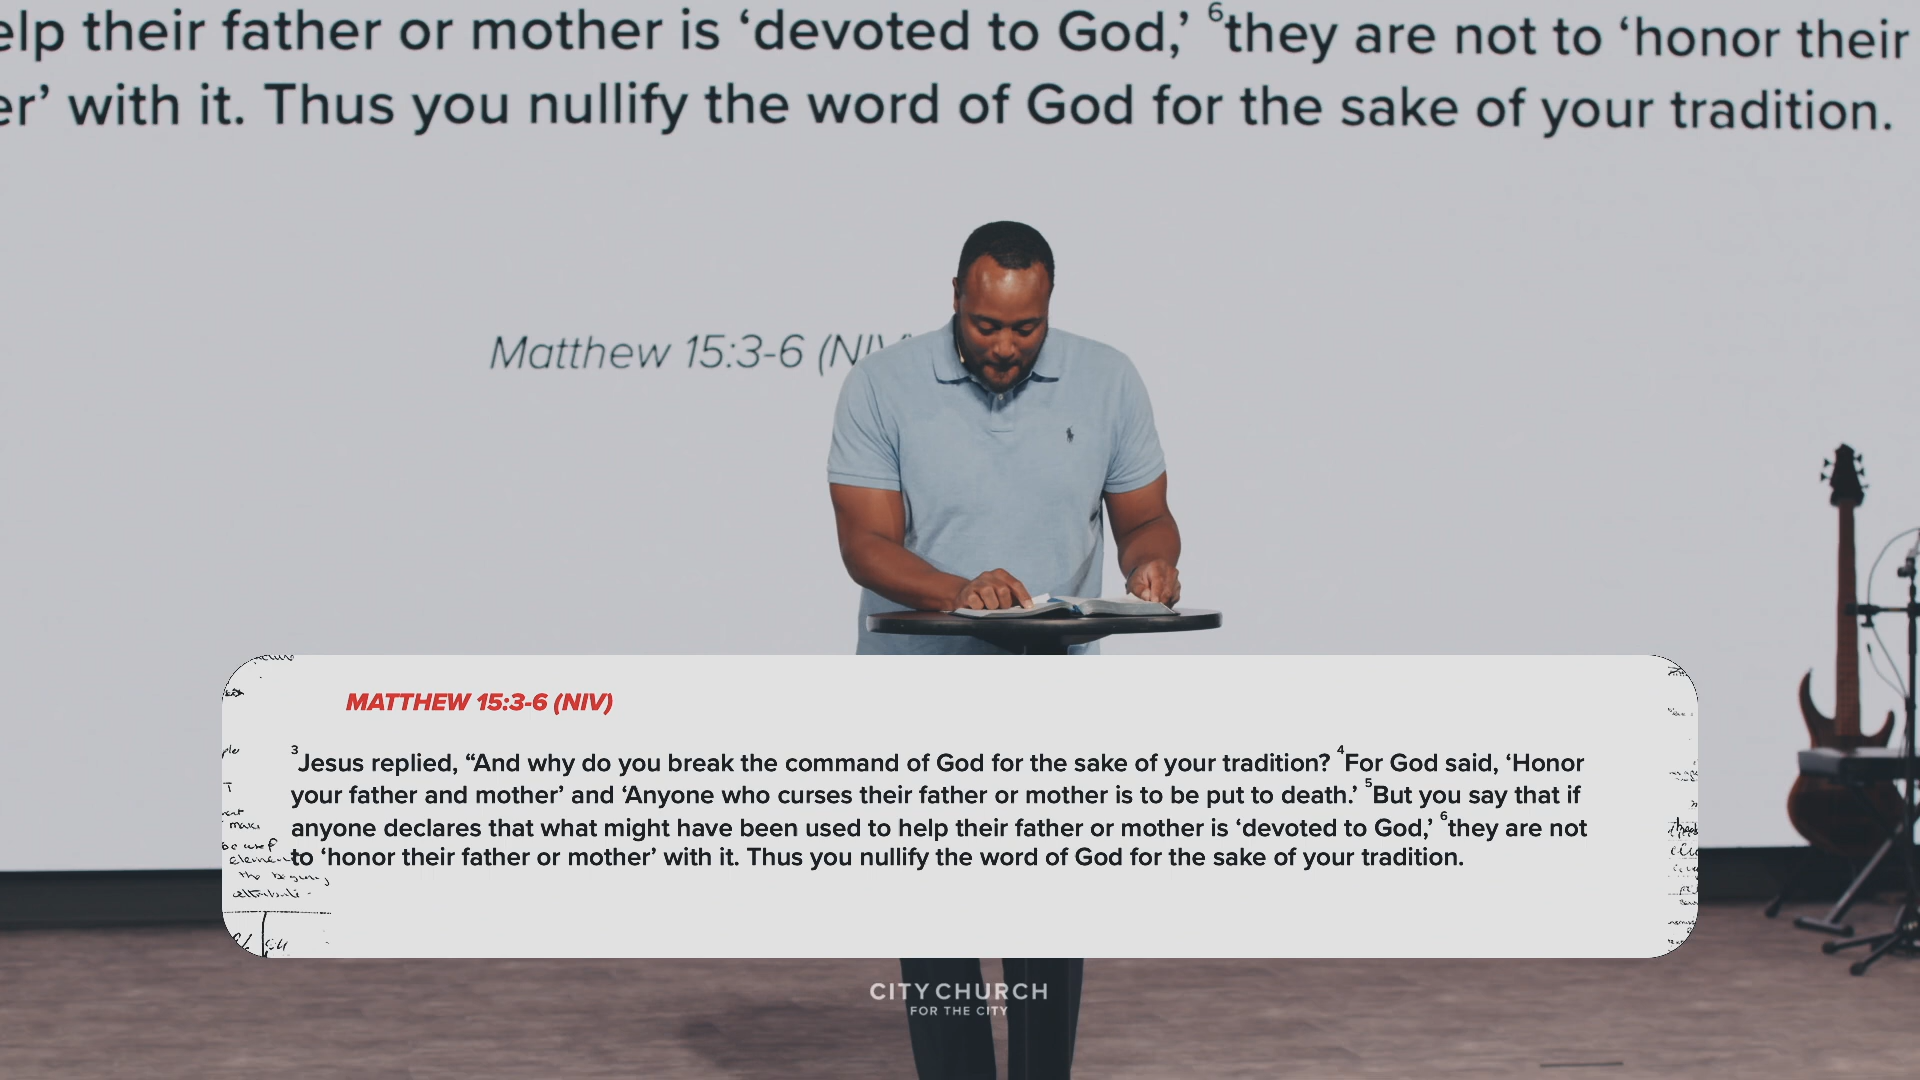 elp their father or mother is ‘devoted to God,’ ⁶they are not to ‘honor their
er’ with it. Thus you nullify the word of God for the sake of your tradition.
Matthew 15:3-6 (NIV)
MATTHEW 15:3-6 (NIV)
³Jesus replied, “And why do you break the command of God for the sake of your tradition? ⁴For God said, ‘Honor
your father and mother’ and ‘Anyone who curses their father or mother is to be put to death.’ ⁵But you say that if
anyone declares that what might have been used to help their father or mother is ‘devoted to God,’ ⁶they are not
to ‘honor their father or mother’ with it. Thus you nullify the word of God for the sake of your tradition.
CITY CHURCH
FOR THE CITY